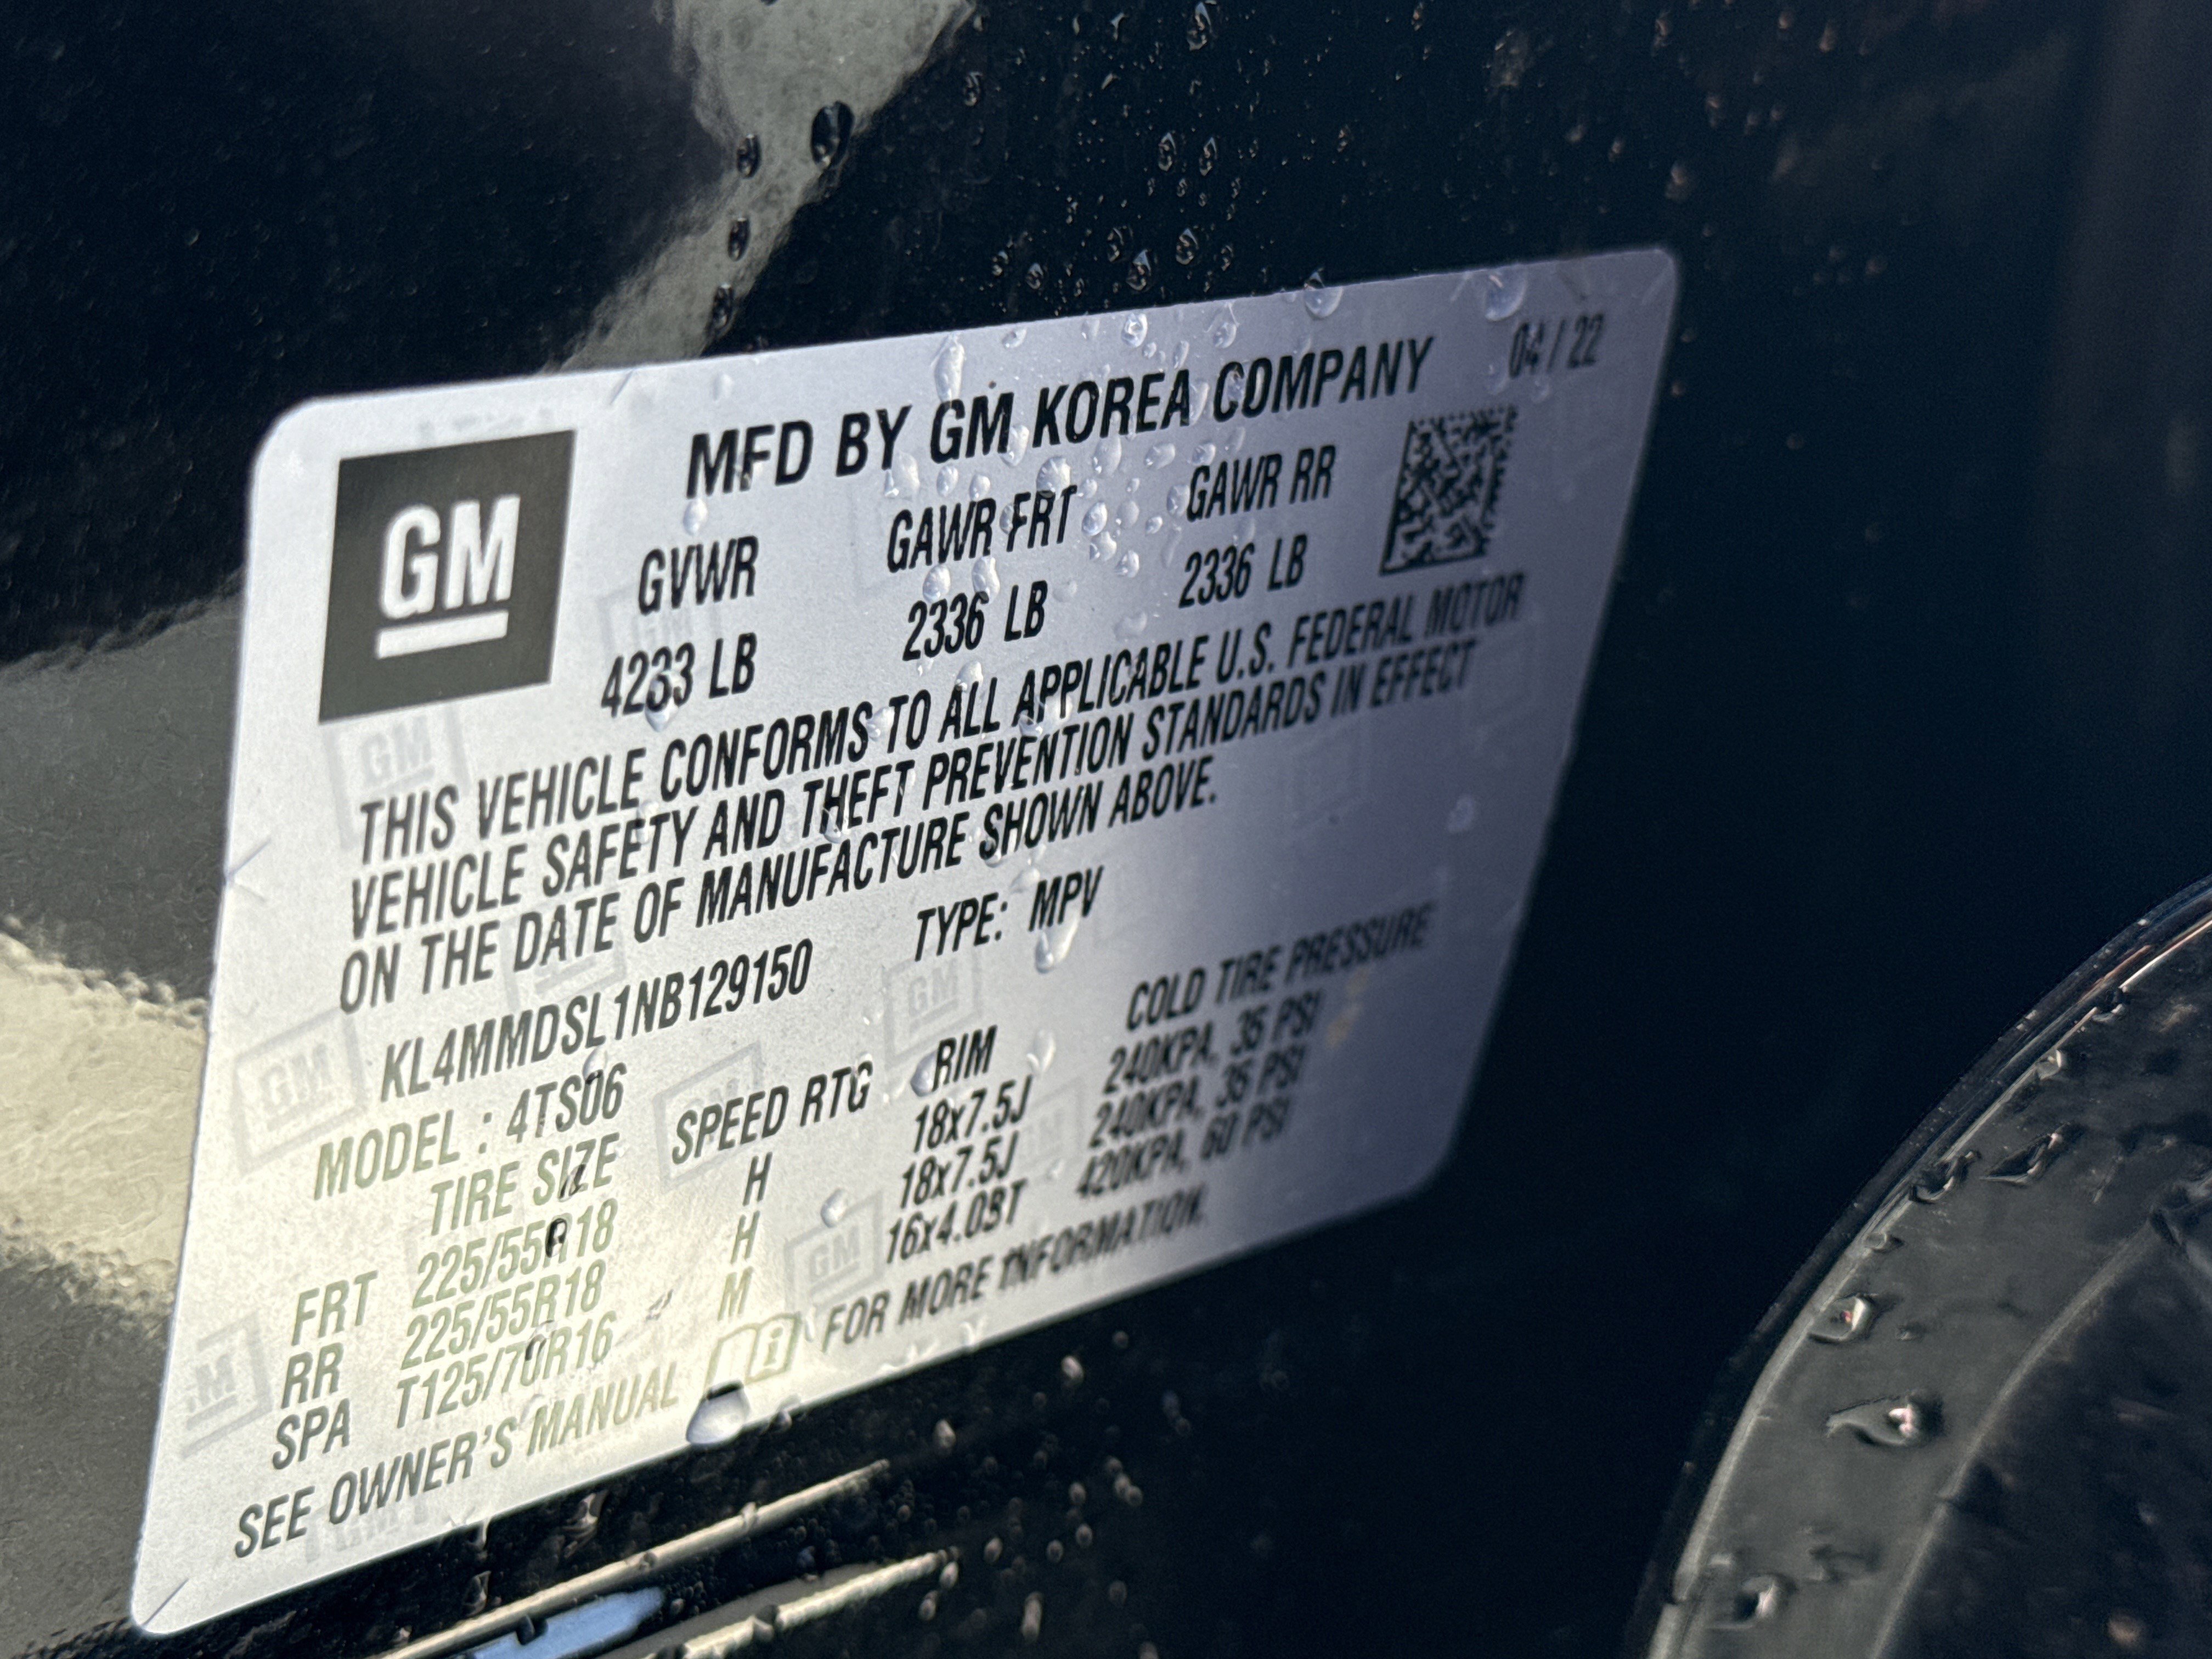 MFD BY GM KOREA COMPANY 04 / 22
GM
GVWR GAWR FRT GAWR RR
4233 LB 2336 LB 2336 LB
THIS VEHICLE CONFORMS TO ALL APPLICABLE U.S. FEDERAL MOTOR
VEHICLE SAFETY AND THEFT PREVENTION STANDARDS IN EFFECT
ON THE DATE OF MANUFACTURE SHOWN ABOVE.
KL4MMDSL1NB129150 TYPE: MPV
MODEL : 4TS06
TIRE SIZE SPEED RTG RIM COLD TIRE PRESSURE
FRT 225/55R18 H 18x7.5J 240KPA, 35 PSI
RR 225/55R18 H 18x7.5J 240KPA, 35 PSI
SPA T125/70R16 M 16x4.0BT 420KPA, 60 PSI
SEE OWNER'S MANUAL FOR MORE INFORMATION.